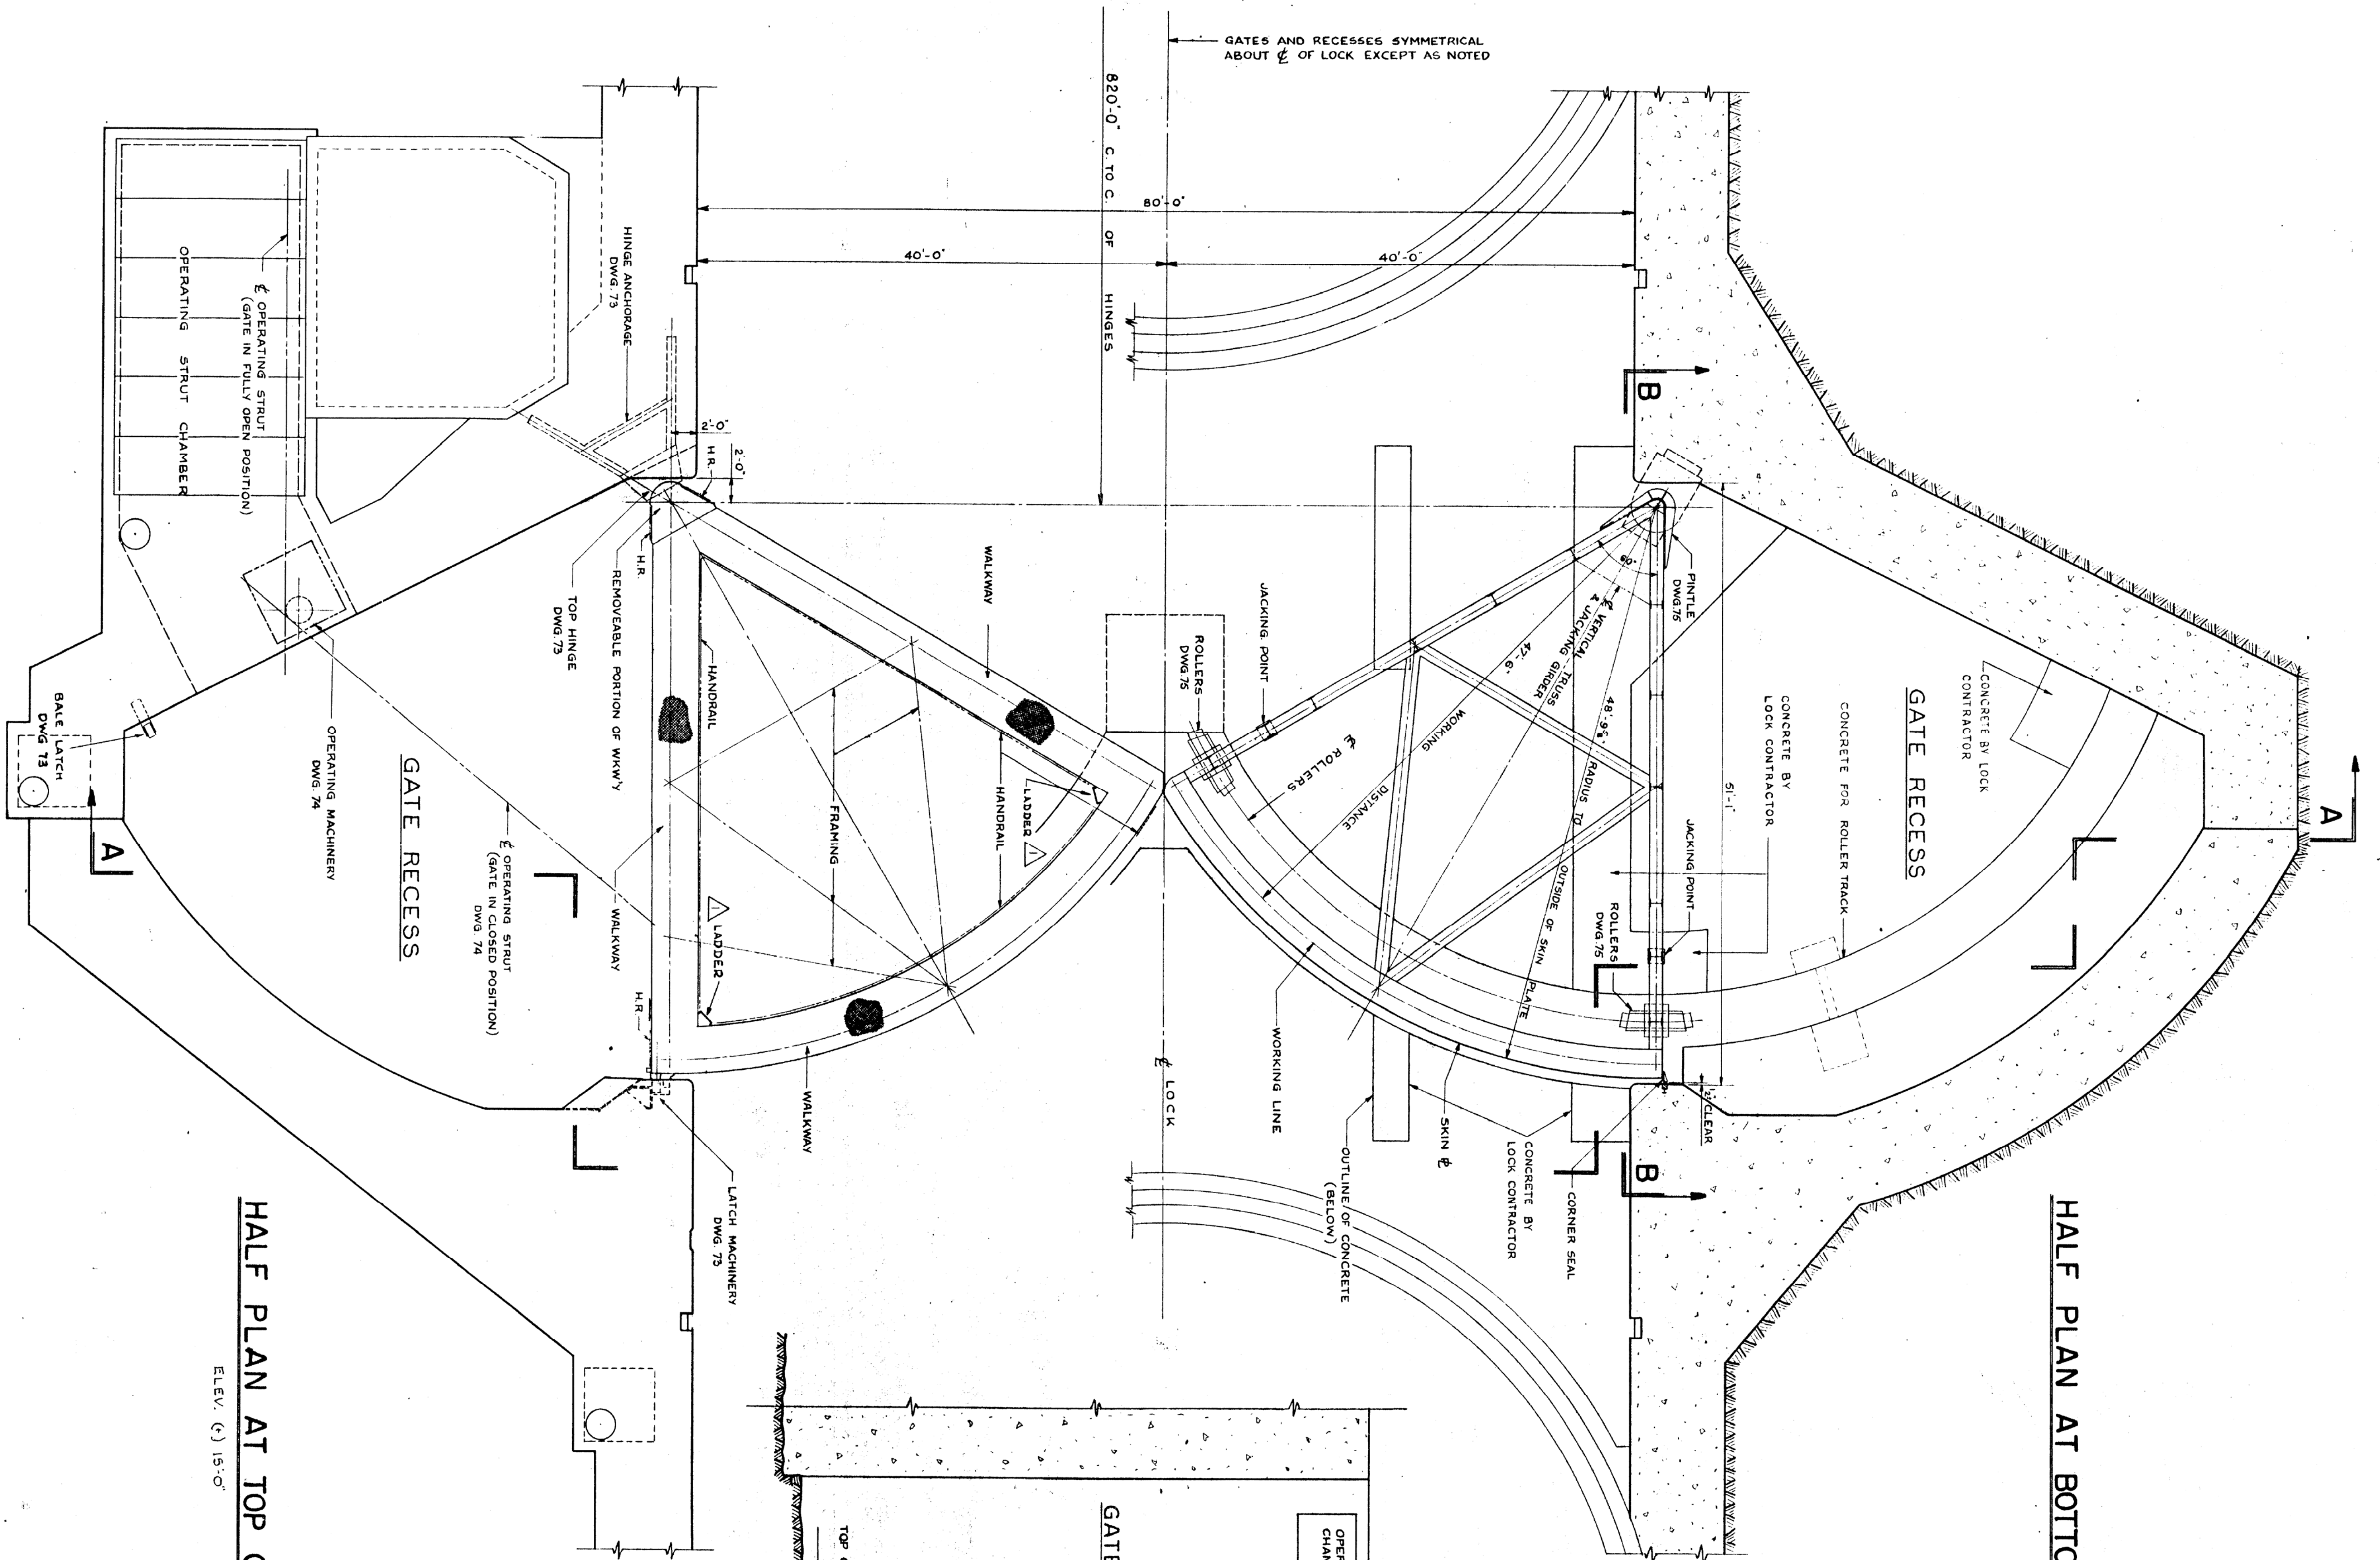 GATES AND RECESSES SYMMETRICAL
ABOUT ℄ OF LOCK EXCEPT AS NOTED
820'-0" C. TO C. OF HINGES
80'-0"
40'-0"
40'-0"
HINGE ANCHORAGE
DWG. 73
℄ OPERATING STRUT
(GATE IN FULLY OPEN POSITION)
OPERATING STRUT CHAMBER
2'-0"
2'-0"
H.R.
H.R.
TOP HINGE
DWG. 73
REMOVEABLE PORTION OF WKW'Y
HANDRAIL
WALKWAY
FRAMING
HANDRAIL
LADDER
1
1
LADDER
WALKWAY
H.R.
WALKWAY
LATCH MACHINERY
DWG. 73
℄ OPERATING STRUT
(GATE IN CLOSED POSITION)
DWG. 74
OPERATING MACHINERY
DWG. 74
BALE LATCH
DWG 73
A
GATE RECESS
HALF PLAN AT TOP
ELEV. (+) 15'-0"
B
PINTLE
DWG. 75
60°
℄ VERTICAL TRUSS
& JACKING GIRDER
47'-6"
WORKING
DISTANCE
RADIUS TO OUTSIDE OF SKIN PLATE
JACKING POINT
ROLLERS
DWG. 75
℄ ROLLERS
CONCRETE BY
LOCK CONTRACTOR
51'-1"
JACKING POINT
ROLLERS
DWG. 75
CONCRETE FOR ROLLER TRACK
GATE RECESS
CONCRETE BY LOCK
CONTRACTOR
A
℄ LOCK
WORKING LINE
SKIN ℄
OUTLINE OF CONCRETE
(BELOW)
CONCRETE BY
LOCK CONTRACTOR
CORNER SEAL
CLEAR
B
HALF PLAN AT BOTTO
GATE
TOP
OPER
CHAM